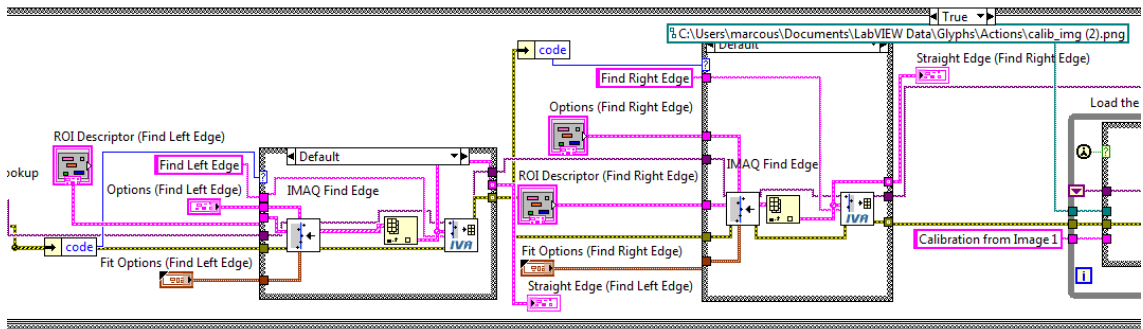 True
C:\Users\marcous\Documents\LabVIEW Data\Glyphs\Actions\calib_img (2).png
code
Default
Straight Edge (Find Right Edge)
Find Right Edge
Options (Find Right Edge)
Load the
ROI Descriptor (Find Left Edge)
ookup
Find Left Edge
Default
IMAQ Find Edge
ROI Descriptor (Find Right Edge)
Options (Find Left Edge)
IMAQ Find Edge
IVA
IVA
code
Calibration from Image 1
Fit Options (Find Left Edge)
Fit Options (Find Right Edge)
i
Straight Edge (Find Left Edge)